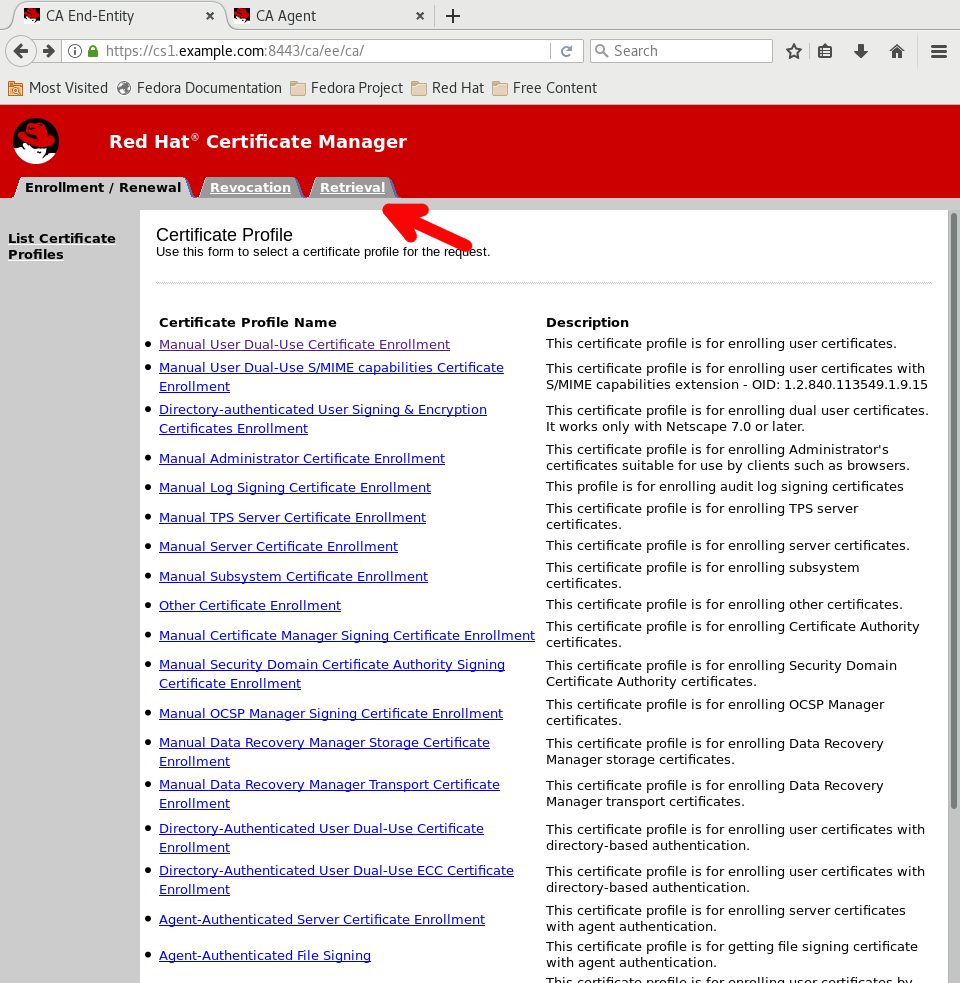 CA End-Entity
CA Agent
https://cs1.example.com:8443/ca/ee/ca/
Search
Most Visited
Fedora Documentation
Fedora Project
Red Hat
Free Content
Red Hat® Certificate Manager
Enrollment / Renewal
Revocation
Retrieval
List Certificate
Profiles
Certificate Profile
Use this form to select a certificate profile for the request.
Certificate Profile Name
Description
Manual User Dual-Use Certificate Enrollment
This certificate profile is for enrolling user certificates.
Manual User Dual-Use S/MIME capabilities Certificate
Enrollment
This certificate profile is for enrolling user certificates with
S/MIME capabilities extension - OID: 1.2.840.113549.1.9.15
Directory-authenticated User Signing & Encryption
Certificates Enrollment
This certificate profile is for enrolling dual user certificates.
It works only with Netscape 7.0 or later.
Manual Administrator Certificate Enrollment
This certificate profile is for enrolling Administrator's
certificates suitable for use by clients such as browsers.
Manual Log Signing Certificate Enrollment
This profile is for enrolling audit log signing certificates
Manual TPS Server Certificate Enrollment
This certificate profile is for enrolling TPS server
certificates.
Manual Server Certificate Enrollment
This certificate profile is for enrolling server certificates.
Manual Subsystem Certificate Enrollment
This certificate profile is for enrolling subsystem
certificates.
Other Certificate Enrollment
This certificate profile is for enrolling other certificates.
Manual Certificate Manager Signing Certificate Enrollment
This certificate profile is for enrolling Certificate Authority
certificates.
Manual Security Domain Certificate Authority Signing
Certificate Enrollment
This certificate profile is for enrolling Security Domain
Certificate Authority certificates.
Manual OCSP Manager Signing Certificate Enrollment
This certificate profile is for enrolling OCSP Manager
certificates.
Manual Data Recovery Manager Storage Certificate
Enrollment
This certificate profile is for enrolling Data Recovery
Manager storage certificates.
Manual Data Recovery Manager Transport Certificate
Enrollment
This certificate profile is for enrolling Data Recovery
Manager transport certificates.
Directory-Authenticated User Dual-Use Certificate
Enrollment
This certificate profile is for enrolling user certificates with
directory-based authentication.
Directory-Authenticated User Dual-Use ECC Certificate
Enrollment
This certificate profile is for enrolling user certificates with
directory-based authentication.
Agent-Authenticated Server Certificate Enrollment
This certificate profile is for enrolling server certificates
with agent authentication.
Agent-Authenticated File Signing
This certificate profile is for getting file signing certificate
with agent authentication.
This certificate profile is for enrolling user certificates by